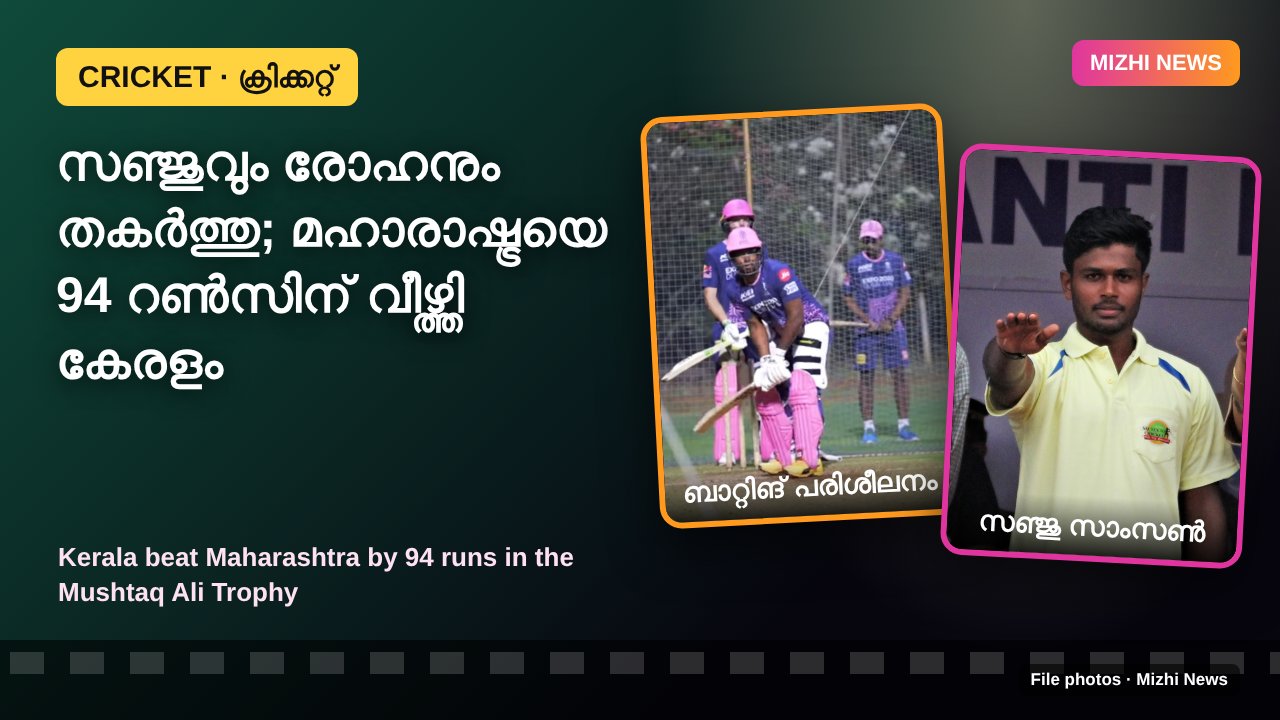 CRICKET · ക്രിക്കറ്റ്
MIZHI NEWS
സഞ്ജുവും രോഹനും
തകർത്തു; മഹാരാഷ്ട്രയെ
94 റൺസിന് വീഴ്ത്തി
കേരളം
Kerala beat Maharashtra by 94 runs in the
Mushtaq Ali Trophy
ബാറ്റിങ് പരിശീലനം
ANTI
സഞ്ജു സാംസൺ
File photos · Mizhi News